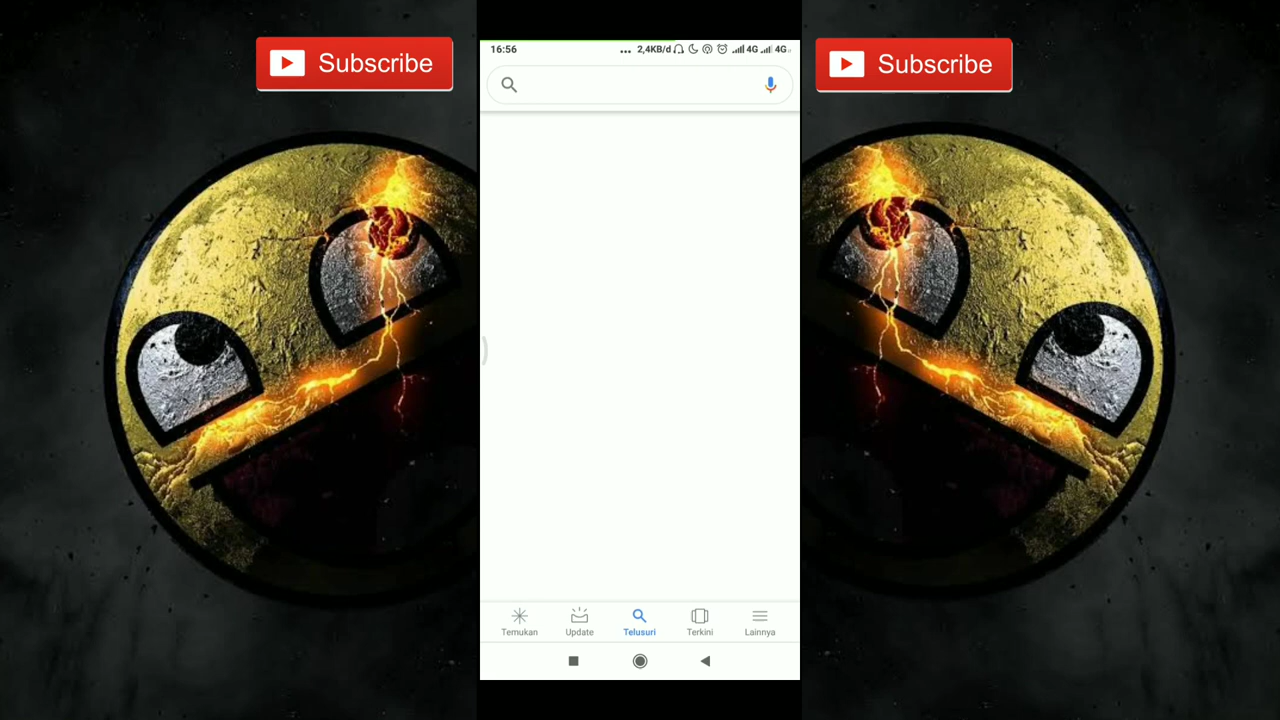 Subscribe
Subscribe
16:56
... 2,4KB/d 4G 4G
Temukan
Update
Telusuri
Terkini
Lainnya